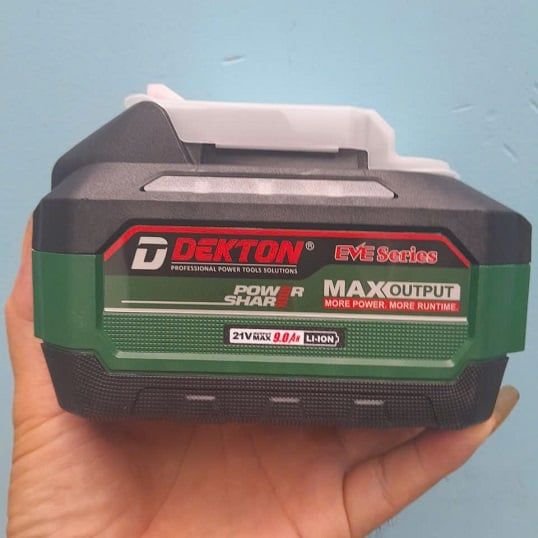 D DEKTON®
PROFESSIONAL POWER TOOLS SOLUTIONS
EVE Series
POWER
SHARE
MAX OUTPUT
MORE POWER. MORE RUNTIME.
21V MAX 9.0Ah LI-ION